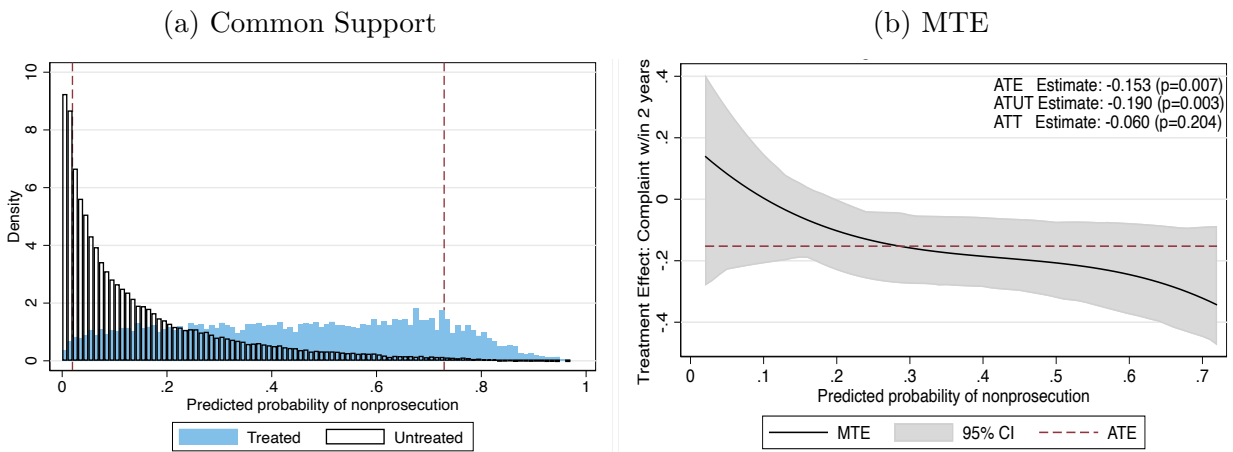 (a) Common Support
10
8
6
4
2
0
Density
0
.2
.4
.6
.8
1
Predicted probability of nonprosecution
Treated
Untreated
(b) MTE
.4
.2
0
-.2
-.4
Treatment Effect: Complaint w/in 2 years
ATE Estimate: -0.153 (p=0.007)
ATUT Estimate: -0.190 (p=0.003)
ATT Estimate: -0.060 (p=0.204)
0
.1
.2
.3
.4
.5
.6
.7
Predicted probability of nonprosecution
MTE
95% CI
ATE